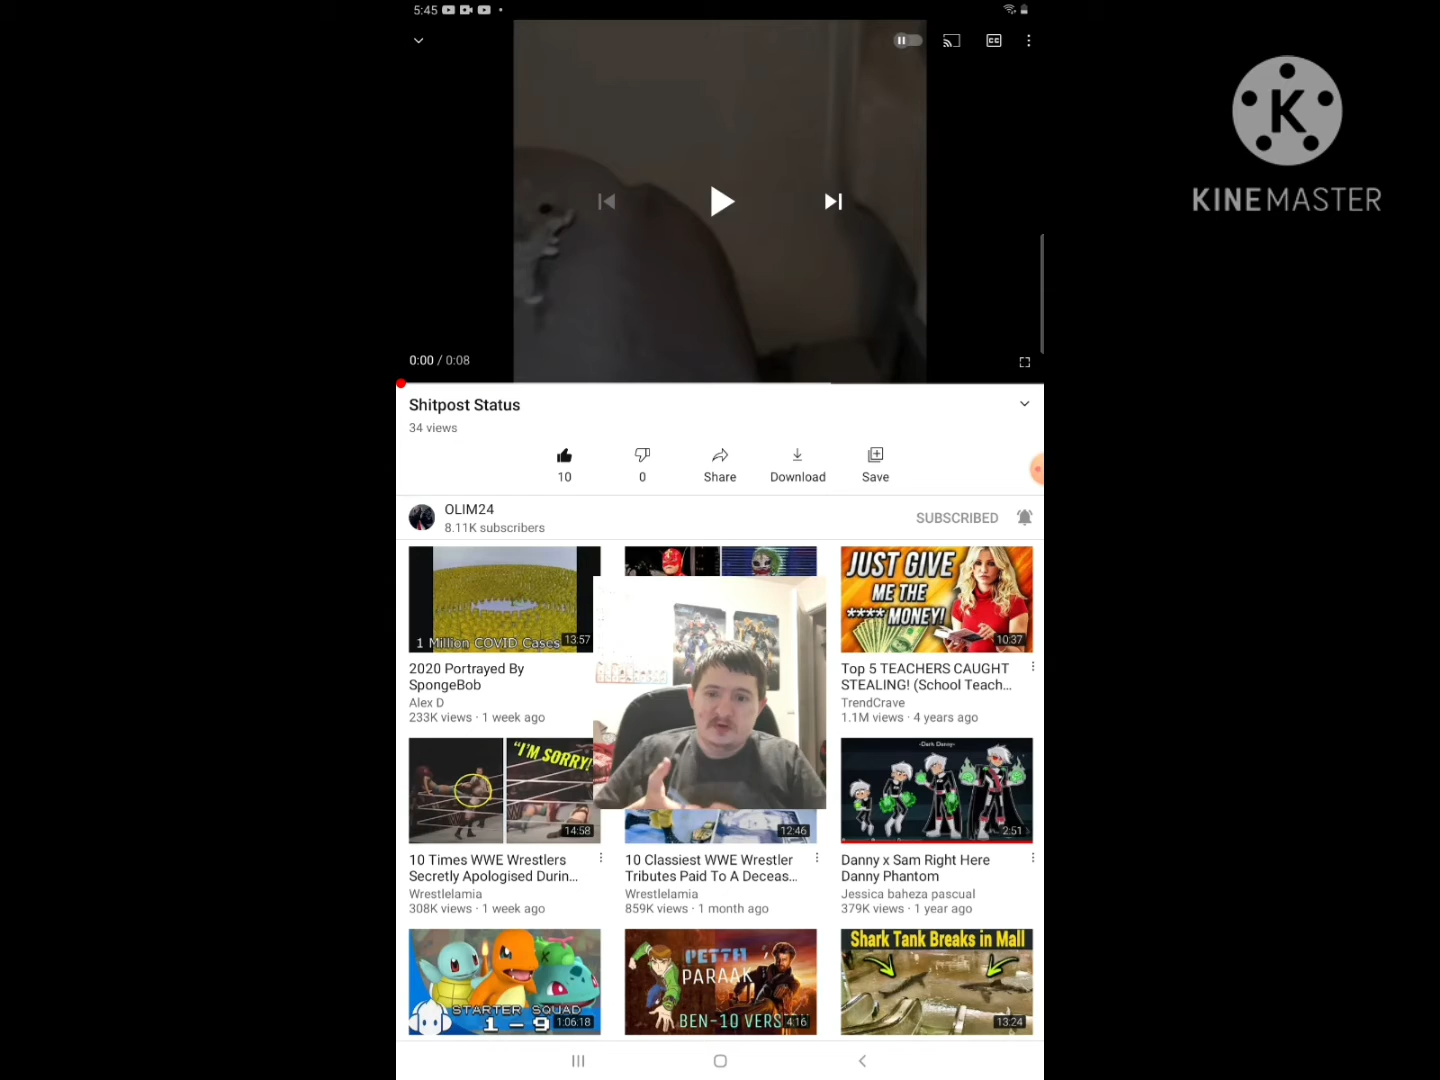 5:45
KINEMASTER
0:00 / 0:08
Shitpost Status
34 views
10
0
Share
Download
Save
OLIM24
8.11K subscribers
SUBSCRIBED
1 Million COVID Cases
13:57
2020 Portrayed By
SpongeBob
Alex D
233K views · 1 week ago
JUST GIVE
ME THE
**** MONEY!
10:37
Top 5 TEACHERS CAUGHT
STEALING! (School Teach...
TrendCrave
1.1M views · 4 years ago
"I'M SORRY!
14:58
10 Times WWE Wrestlers
Secretly Apologised Durin...
Wrestlelamia
308K views · 1 week ago
12:46
10 Classiest WWE Wrestler
Tributes Paid To A Deceas...
Wrestlelamia
859K views · 1 month ago
-Dark Danny-
2:51
Danny x Sam Right Here
Danny Phantom
Jessica baheza pascual
379K views · 1 year ago
STARTER SQUAD
1 - 9
1:06:18
PETTA
PARAAK
BEN-10 VERS
4:16
Shark Tank Breaks in Mall
13:24